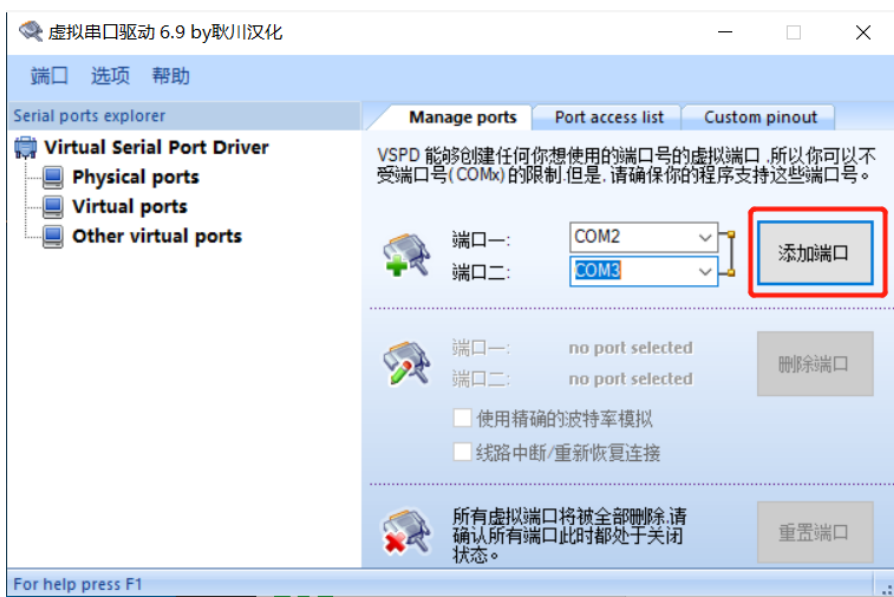 虚拟串口驱动 6.9 by耿川汉化
端口 选项 帮助
Serial ports explorer
Virtual Serial Port Driver
Physical ports
Virtual ports
Other virtual ports
Manage ports Port access list Custom pinout
VSPD 能够创建任何你想使用的端口号的虚拟端口 .所以你可以不
受端口号(COMx)的限制.但是.请确保你的程序支持这些端口号。
端口一: COM2
端口二: COM3
添加端口
端口一: no port selected
端口二: no port selected
删除端口
使用精确的波特率模拟
线路中断/重新恢复连接
所有虚拟端口将被全部删除.请
确认所有端口此时都处于关闭
状态。
重置端口
For help press F1